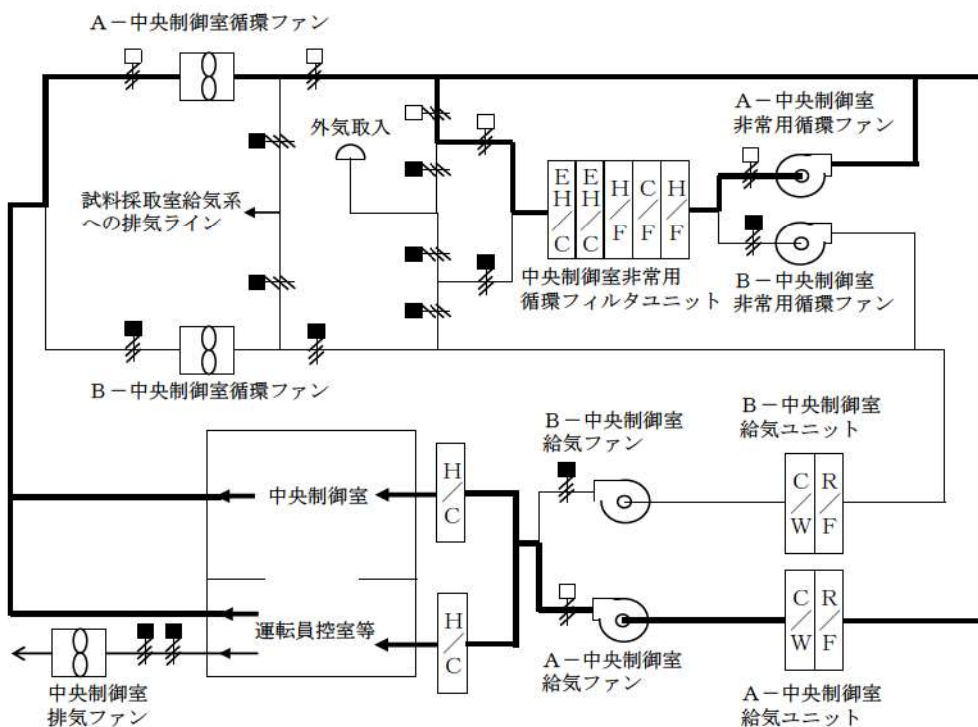 A-中央制御室循環ファン
外気取入
A-中央制御室
非常用循環ファン
試料採取室給気系
への排気ライン
EH/C
EH/C
H/F
C/F
H/F
中央制御室非常用
循環フィルタユニット
B-中央制御室
非常用循環ファン
B-中央制御室循環ファン
B-中央制御室
給気ファン
B-中央制御室
給気ユニット
中央制御室
H/C
C/W
R/F
運転員控室等
H/C
C/W
R/F
中央制御室
排気ファン
A-中央制御室
給気ファン
A-中央制御室
給気ユニット